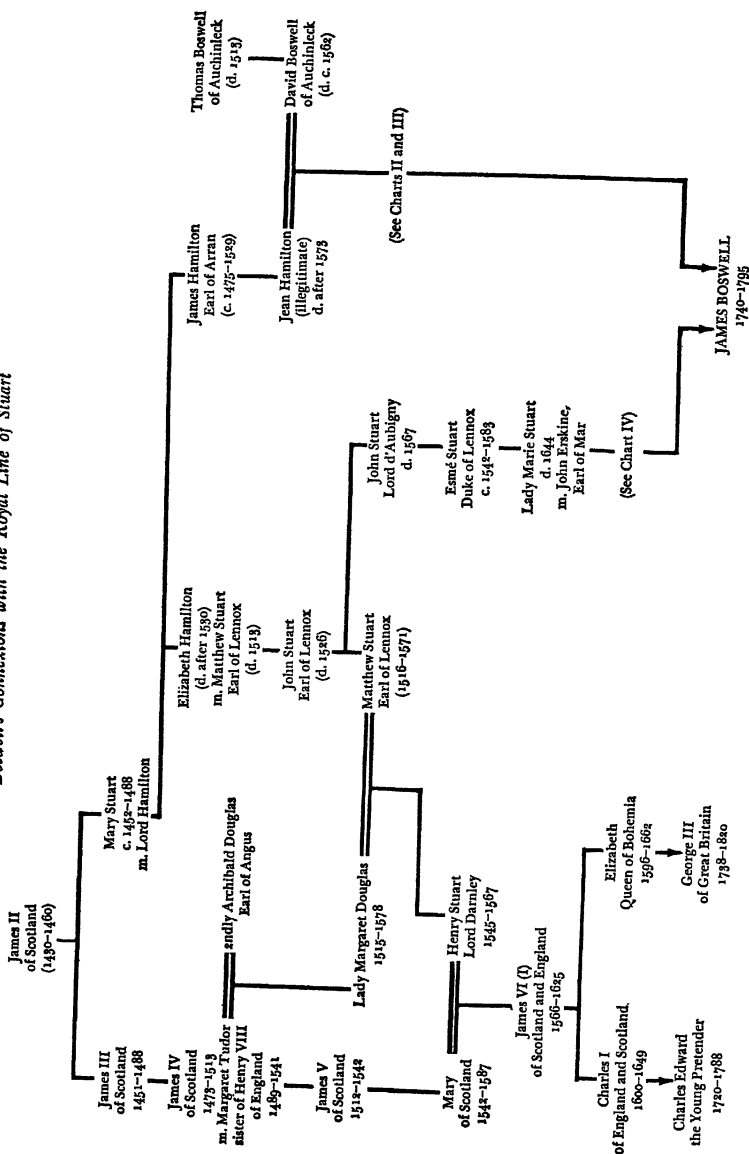 Boswell's Connexions with the Royal Line of Stuart
James II
of Scotland
(1430–1460)
James III
of Scotland
1451–1488
Mary Stuart
c. 1452–1488
m. Lord Hamilton
James IV
of Scotland
1473–1513
m. Margaret Tudor
sister of Henry VIII
of England
1489–1541
2ndly Archibald Douglas
Earl of Angus
Elizabeth Hamilton
(d. after 1530)
m. Matthew Stuart
Earl of Lennox
(d. 1513)
James Hamilton
Earl of Arran
(c. 1475–1529)
Thomas Boswell
of Auchinleck
(d. 1513)
James V
of Scotland
1512–1542
Lady Margaret Douglas
1515–1578
John Stuart
Earl of Lennox
(d. 1526)
Matthew Stuart
Earl of Lennox
(1516–1571)
John Stuart
Lord d'Aubigny
d. 1567
Jean Hamilton
(illegitimate)
d. after 1573
David Boswell
of Auchinleck
(d. c. 1562)
Mary
of Scotland
1542–1587
Henry Stuart
Lord Darnley
1545–1567
Esmé Stuart
Duke of Lennox
c. 1542–1583
Lady Marie Stuart
d. 1644
m. John Erskine,
Earl of Mar
(See Charts II and III)
James VI (I)
of Scotland and England
1566–1625
(See Chart IV)
Charles I
of England and Scotland.
1600–1649
Elizabeth
Queen of Bohemia
1596–1662
Charles Edward
the Young Pretender
1720–1788
George III
of Great Britain
1738–1820
JAMES BOSWELL
1740–1795